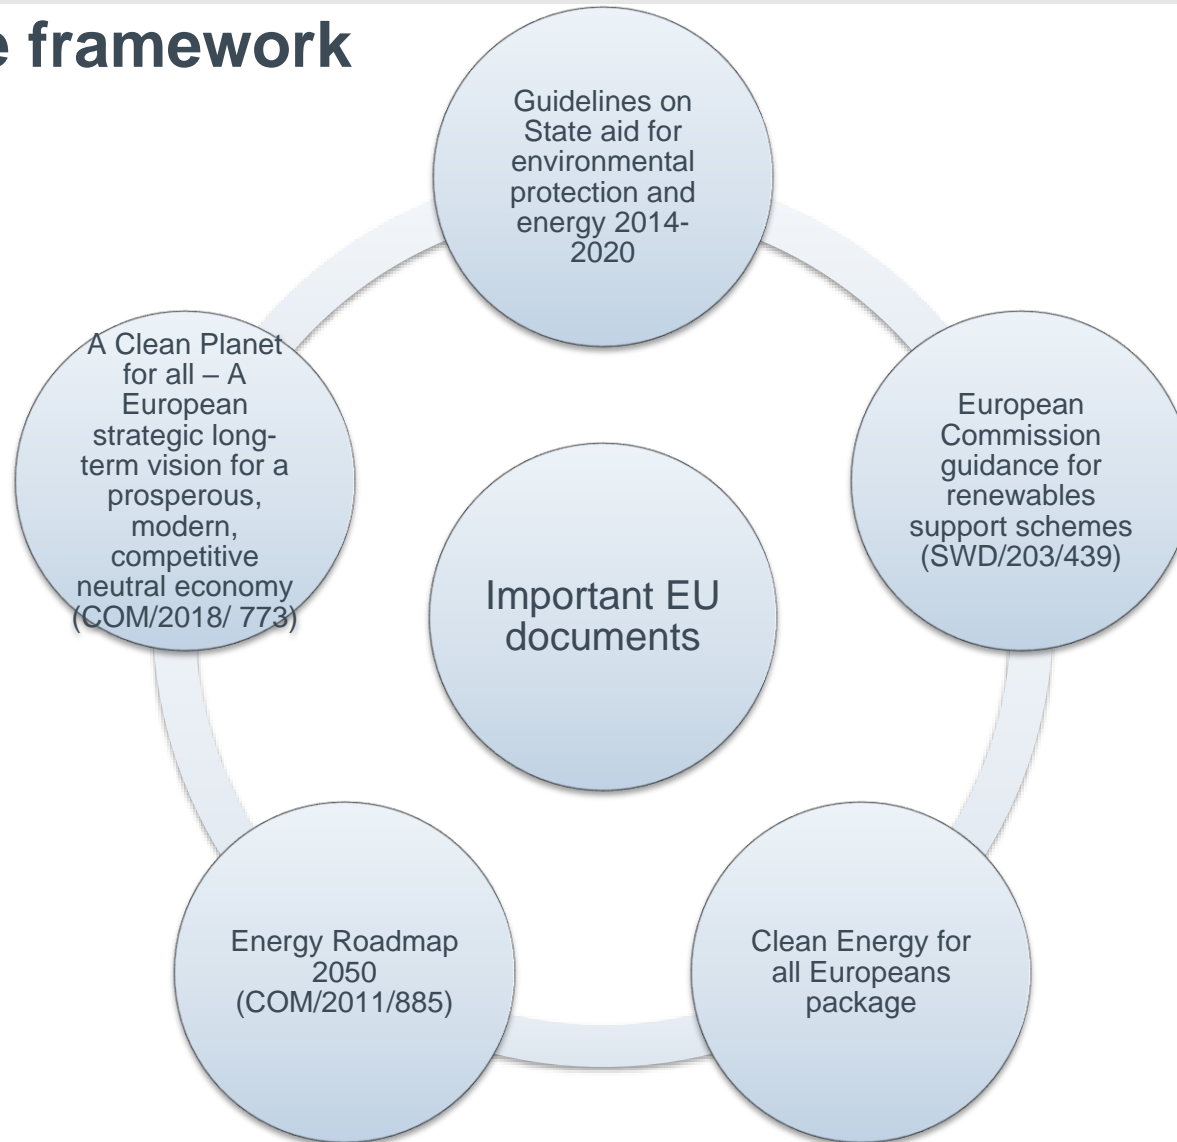 e framework
Guidelines on
State aid for
environmental
protection and
energy 2014-
2020
European
Commission
guidance for
renewables
support schemes
(SWD/203/439)
Clean Energy for
all Europeans
package
Energy Roadmap
2050
(COM/2011/885)
A Clean Planet
for all – A
European
strategic long-
term vision for a
prosperous,
modern,
competitive
neutral economy
(COM/2018/ 773)
Important EU
documents